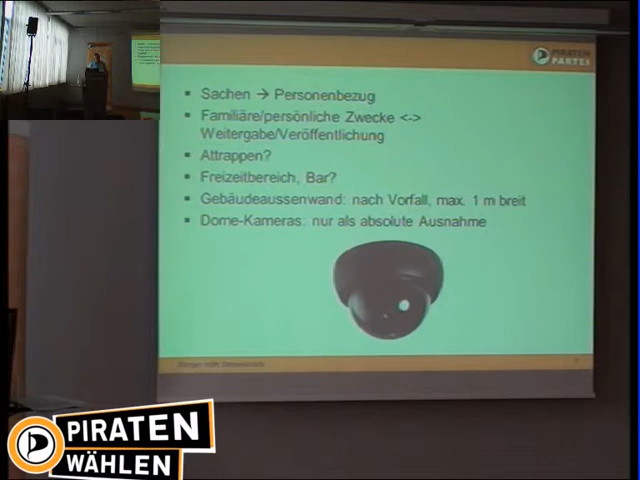 PIRATEN
PARTEI
Sachen → Personenbezug
Familiäre/persönliche Zwecke <->
Weitergabe/Veröffentlichung
Attrappen?
Freizeitbereich, Bar?
Gebäudeaussenwand: nach Vorfall, max. 1 m breit
Dome-Kameras: nur als absolute Ausnahme
PIRATEN
WÄHLEN